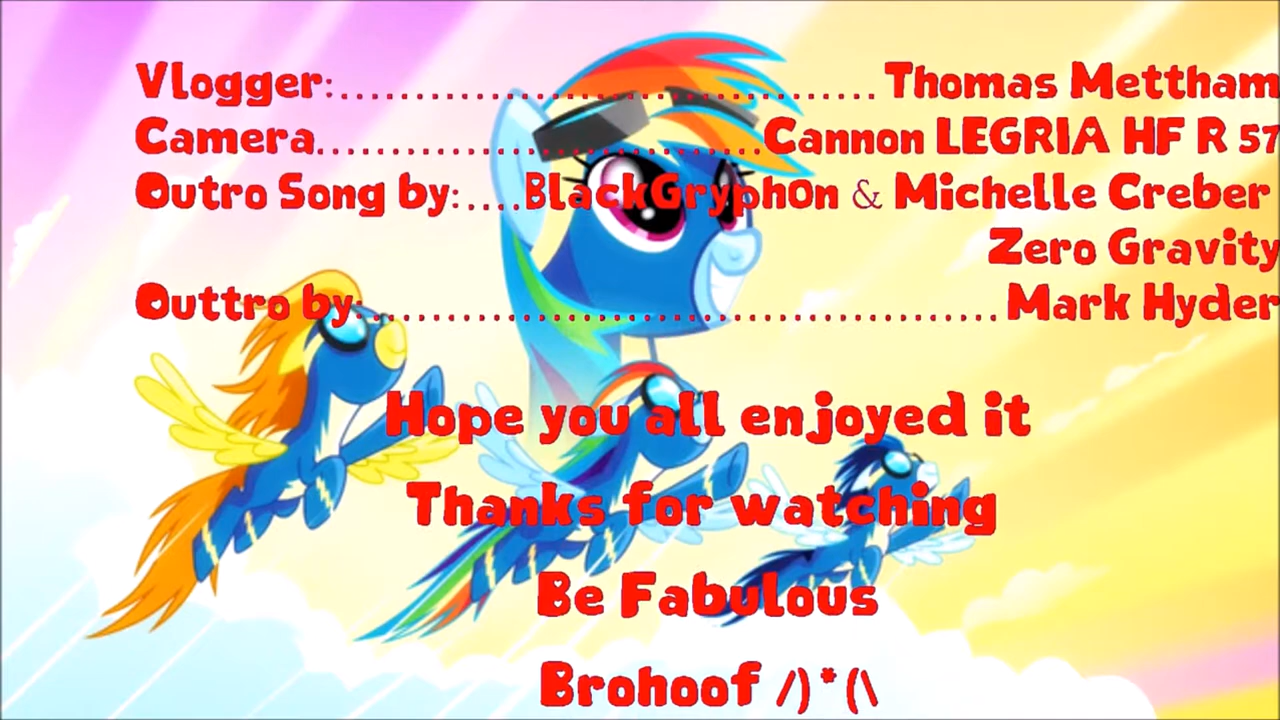 Vlogger:.................................... Thomas Mettham
Camera..............................Cannon LEGRIA HF R 57
Outro Song by:....BlackGryph0n & Michelle Creber
Zero Gravity
Outtro by:.......................................... Mark Hyder
Hope you all enjoyed it
Thanks for watching
Be Fabulous
Brohoof /)*(\